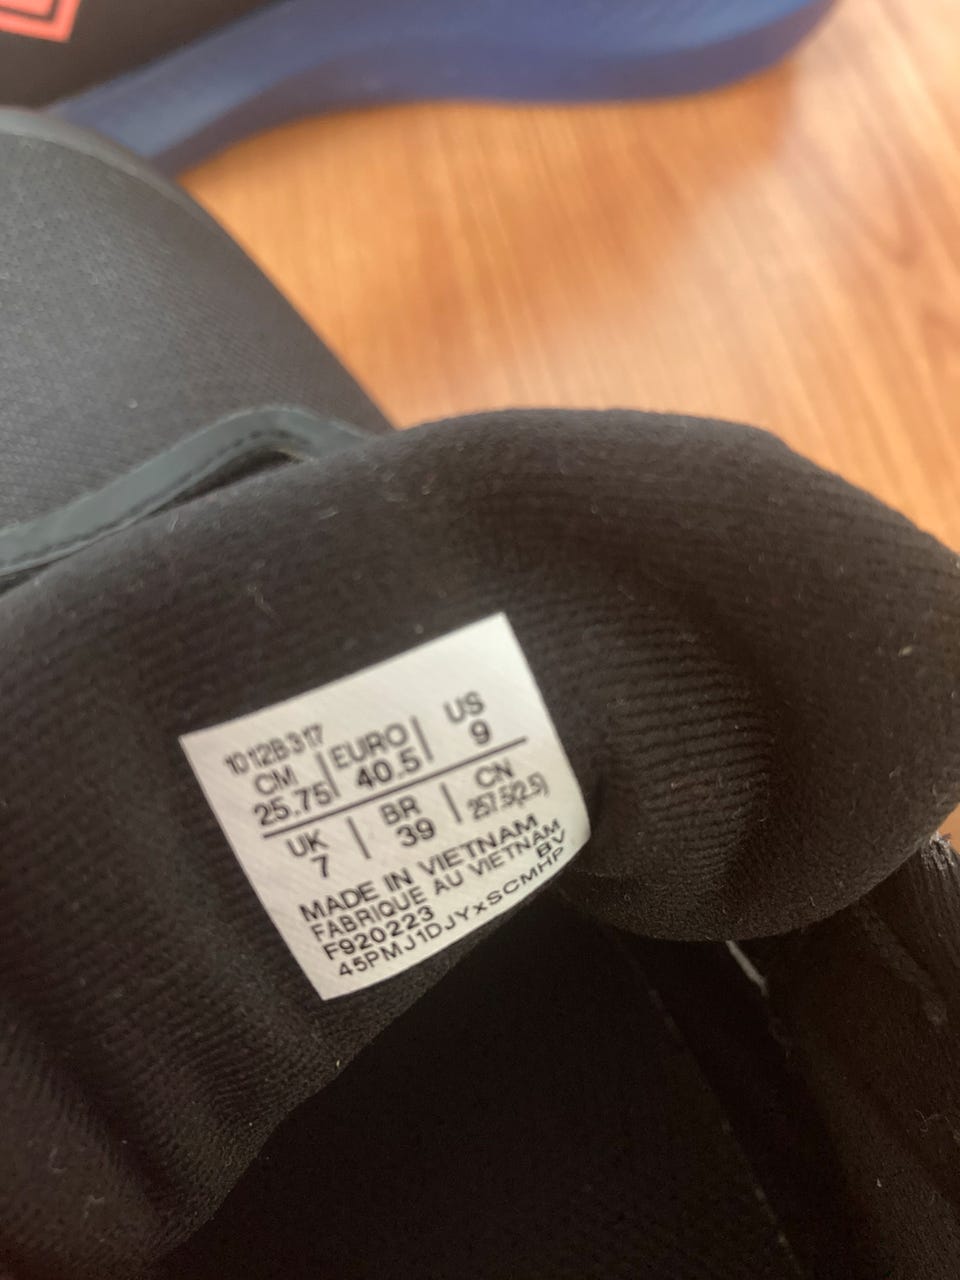 1012B317
CM | EURO | US
25.75 | 40.5 | 9
UK | BR | CN
7 | 39 | 257.5(2.5)
MADE IN VIETNAM
FABRIQUE AU VIETNAM
F920223 BV
45PMJ1DJYxSCMHP